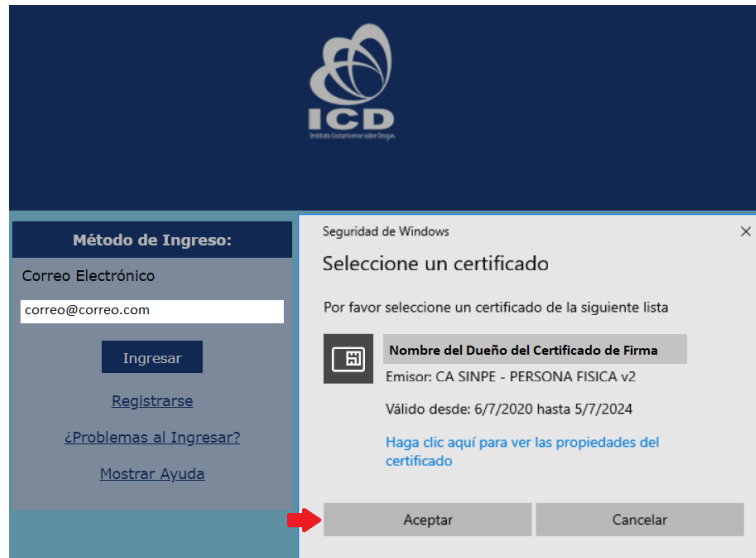 ICD
Instituto Costarricense sobre Drogas
Método de Ingreso:
Correo Electrónico
correo@correo.com
Ingresar
Registrarse
¿Problemas al Ingresar?
Mostrar Ayuda
Seguridad de Windows
Seleccione un certificado
Por favor seleccione un certificado de la siguiente lista
Nombre del Dueño del Certificado de Firma
Emisor: CA SINPE - PERSONA FISICA v2
Válido desde: 6/7/2020 hasta 5/7/2024
Haga clic aquí para ver las propiedades del
certificado
Aceptar
Cancelar